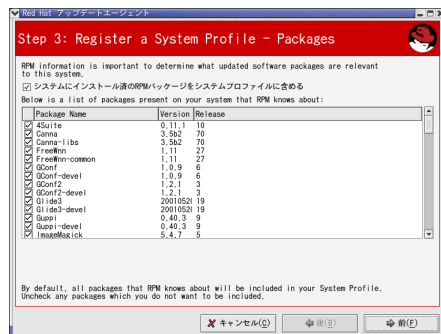 Red Hat アップデートエージェント
Step 3: Register a System Profile - Packages
RPM information is important to determine what updated software packages are relevant
to this system.
システムにインストール済のRPMパッケージをシステムプロファイルに含める
Below is a list of packages present on your system that RPM knows about:
Package Name Version Release
4Suite 0.11.1 10
Canna 3.5b2 70
Canna-libs 3.5b2 70
FreeWnn 1.11 27
FreeWnn-common 1.11 27
GConf 1.0.9 6
GConf-devel 1.0.9 6
GConf2 1.2.1 3
GConf2-devel 1.2.1 3
Glide3 2001052( 19
Glide3-devel 2001052( 19
Guppi 0.40.3 9
Guppi-devel 0.40.3 9
ImageMagick 5.4.7 5
By default, all packages that RPM knows about will be included in your System Profile.
Uncheck any packages which you do not want to be included.
キャンセル(C) 後(B) 前(F)